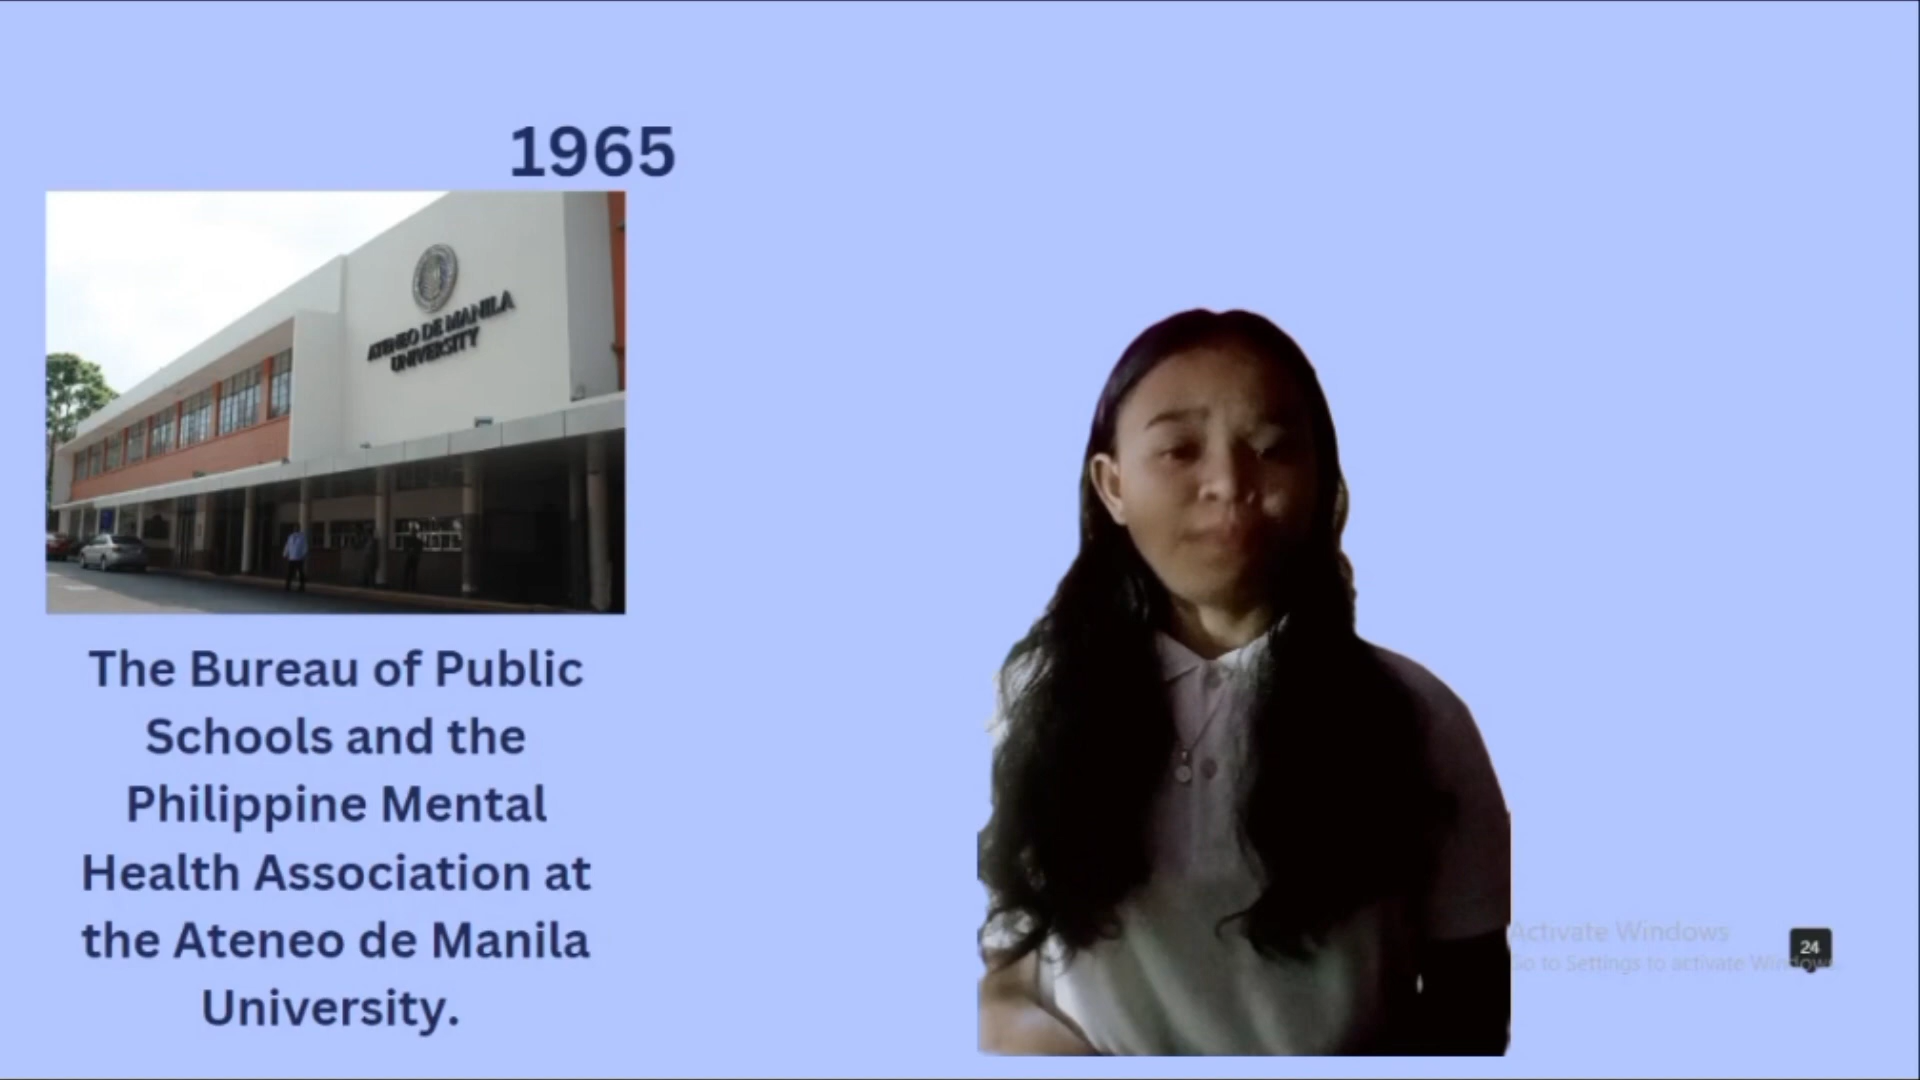 1965
ATENEO DE MANILA
UNIVERSITY
The Bureau of Public
Schools and the
Philippine Mental
Health Association at
the Ateneo de Manila
University.
Activate Windows
Go to Settings to activate Windows.
24